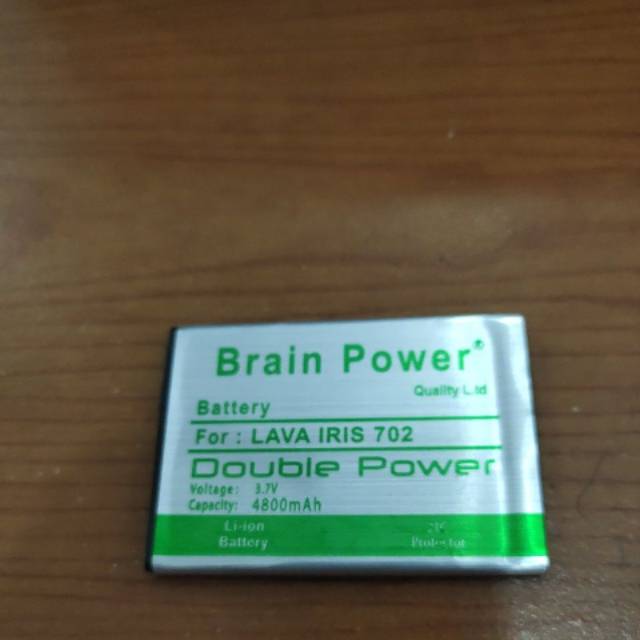 Brain Power®
Quality Ltd
Battery
For : LAVA IRIS 702
Double Power
Voltage: 3.7V
Capacity: 4800mAh
Li-ion
Battery Protector